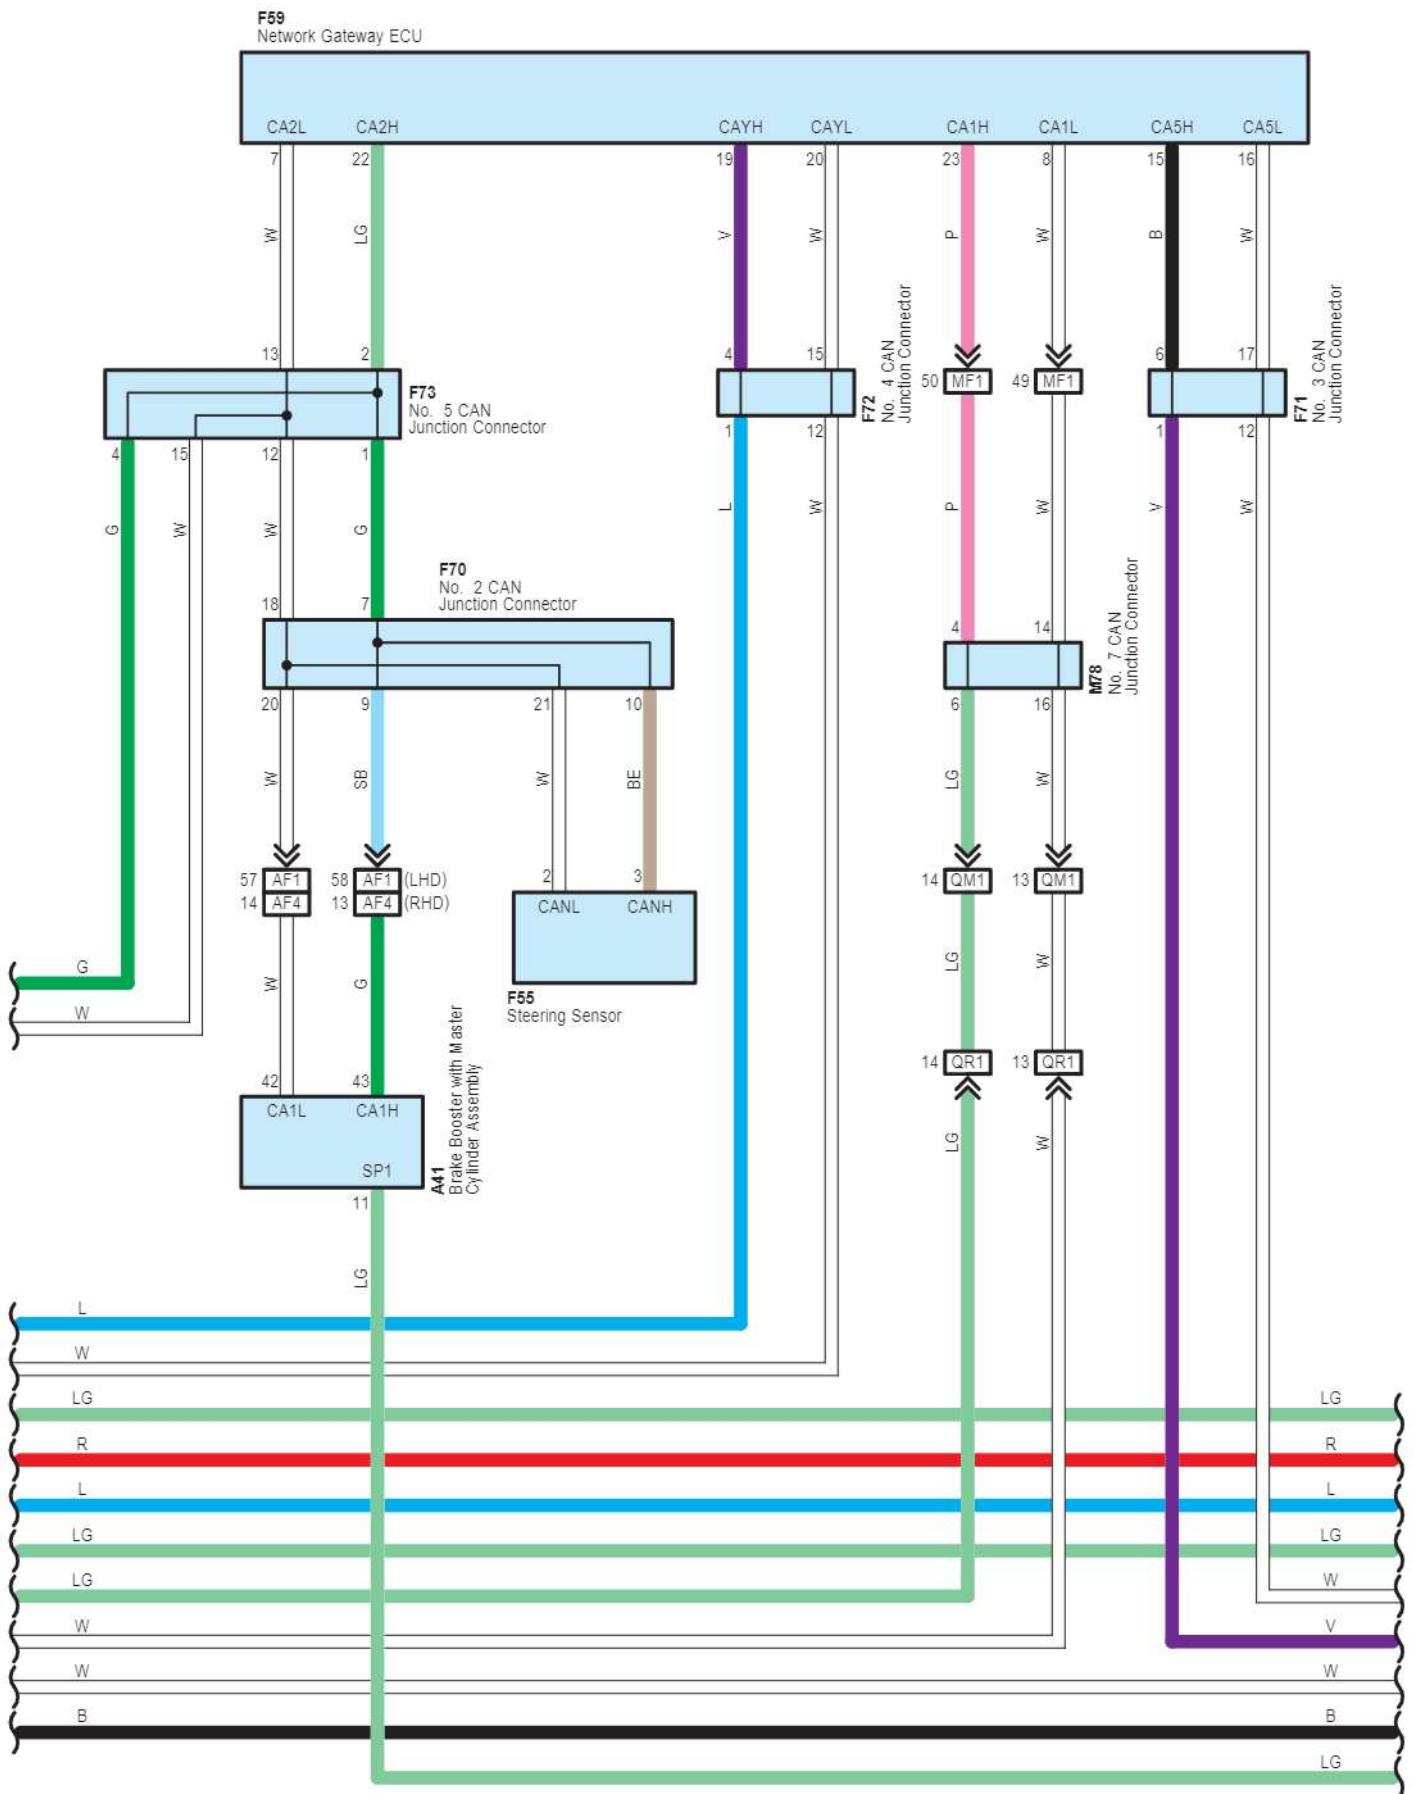 F59
Network Gateway ECU
CA2L
CA2H
CAYH
CAYL
CA1H
CA1L
CA5H
CA5L
7
22
19
20
23
8
15
16
W
LG
V
W
P
W
B
W
13
2
4
15
50
MF1
49
MF1
6
17
F73
No. 5 CAN
Junction Connector
F72
No. 4 CAN
Junction Connector
F71
No. 3 CAN
Junction Connector
4
15
12
1
1
12
1
12
G
W
W
G
L
W
P
W
V
W
F70
No. 2 CAN
Junction Connector
18
7
4
14
M78
No. 7 CAN
Junction Connector
20
9
21
10
6
16
W
SB
W
BE
LG
W
57
AF1
58
AF1
(LHD)
14
AF4
13
AF4
(RHD)
2
3
14
QM1
13
QM1
CANL
CANH
G
W
W
G
LG
W
F55
Steering Sensor
14
QR1
13
QR1
42
43
CA1L
CA1H
SP1
A41
Brake Booster with Master
Cylinder Assembly
LG
W
11
LG
L
W
LG
LG
R
R
L
L
LG
LG
LG
W
W
V
W
W
B
B
LG